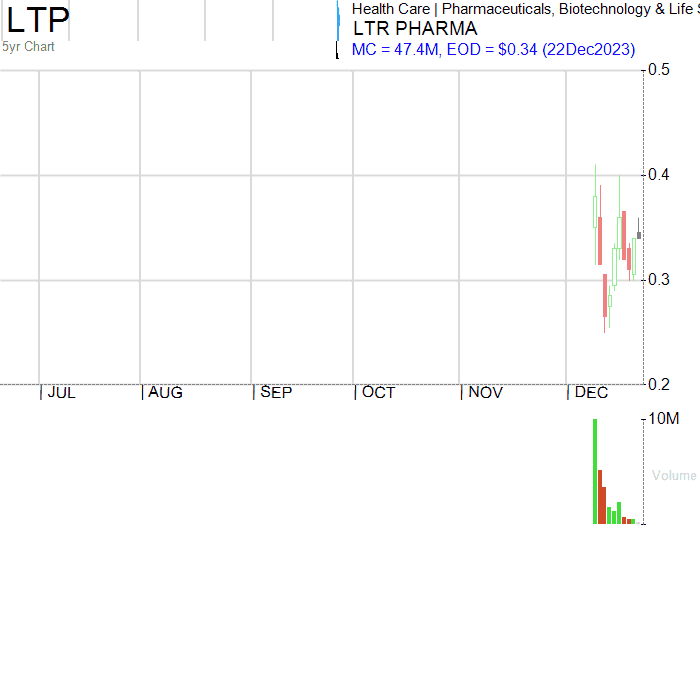 LTP
5yr Chart
Health Care | Pharmaceuticals, Biotechnology & Life
LTR PHARMA
MC = 47.4M, EOD = $0.34 (22Dec2023)
0.5
0.4
0.3
0.2
JUL
AUG
SEP
OCT
NOV
DEC
10M
Volume